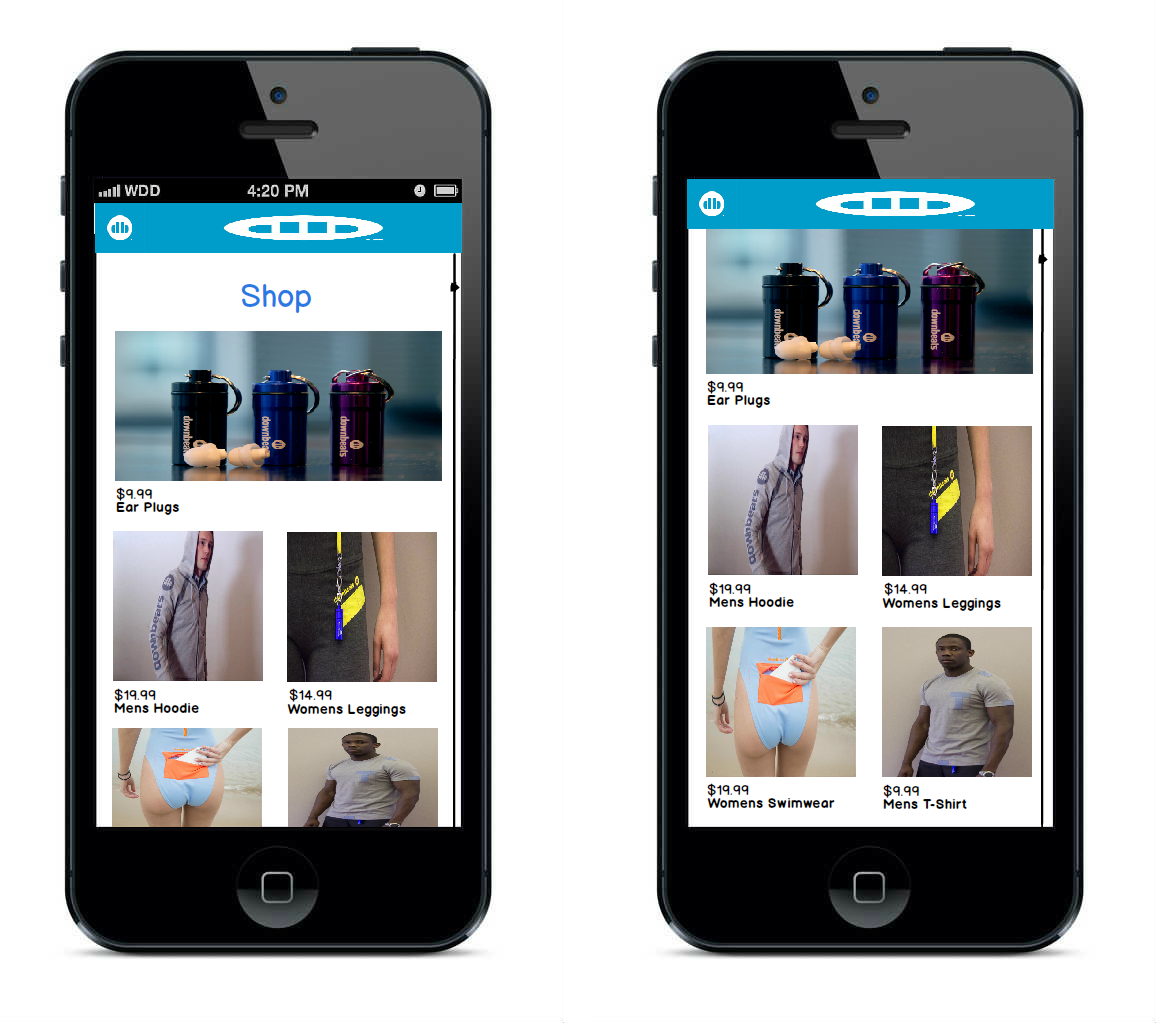 WDD 4:20 PM
Shop
downbeats downbeats downbeats
$9.99
Ear Plugs
Downbeats
$19.99
Mens Hoodie
$14.99
Womens Leggings
downbeats downbeats downbeats
$9.99
Ear Plugs
Downbeats
$19.99
Mens Hoodie
$14.99
Womens Leggings
$19.99
Womens Swimwear
$9.99
Mens T-Shirt